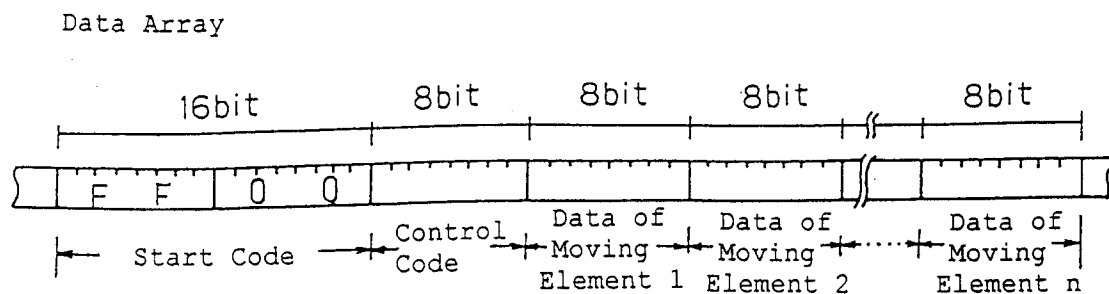 Data Array
16bit 8bit 8bit 8bit 8bit
F F 0 0
Start Code
Control Code
Data of Moving Element 1
Data of Moving Element 2
......
Data of Moving Element n